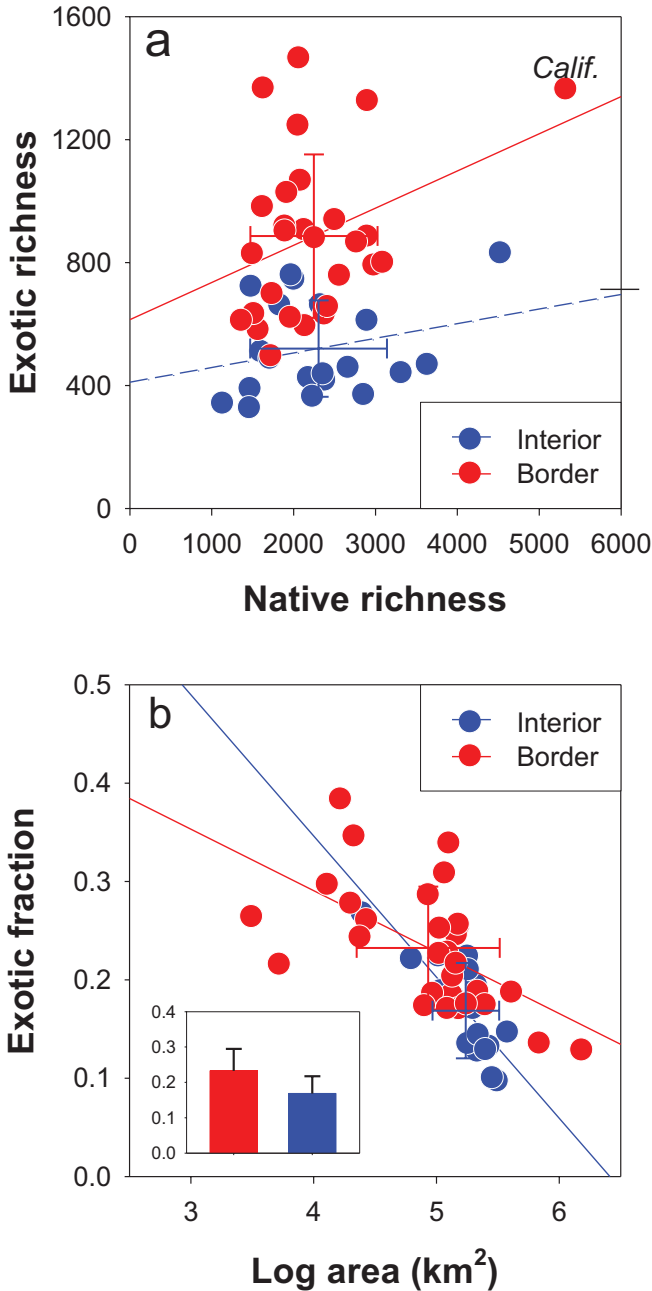 a
Calif.
Exotic richness
1600
1200
800
400
0
Interior
Border
0 1000 2000 3000 4000 5000 6000
Native richness
b
Exotic fraction
0.5
0.4
0.3
0.2
0.1
0.0
Interior
Border
0.4
0.3
0.2
0.1
0.0
3 4 5 6
Log area (km²)